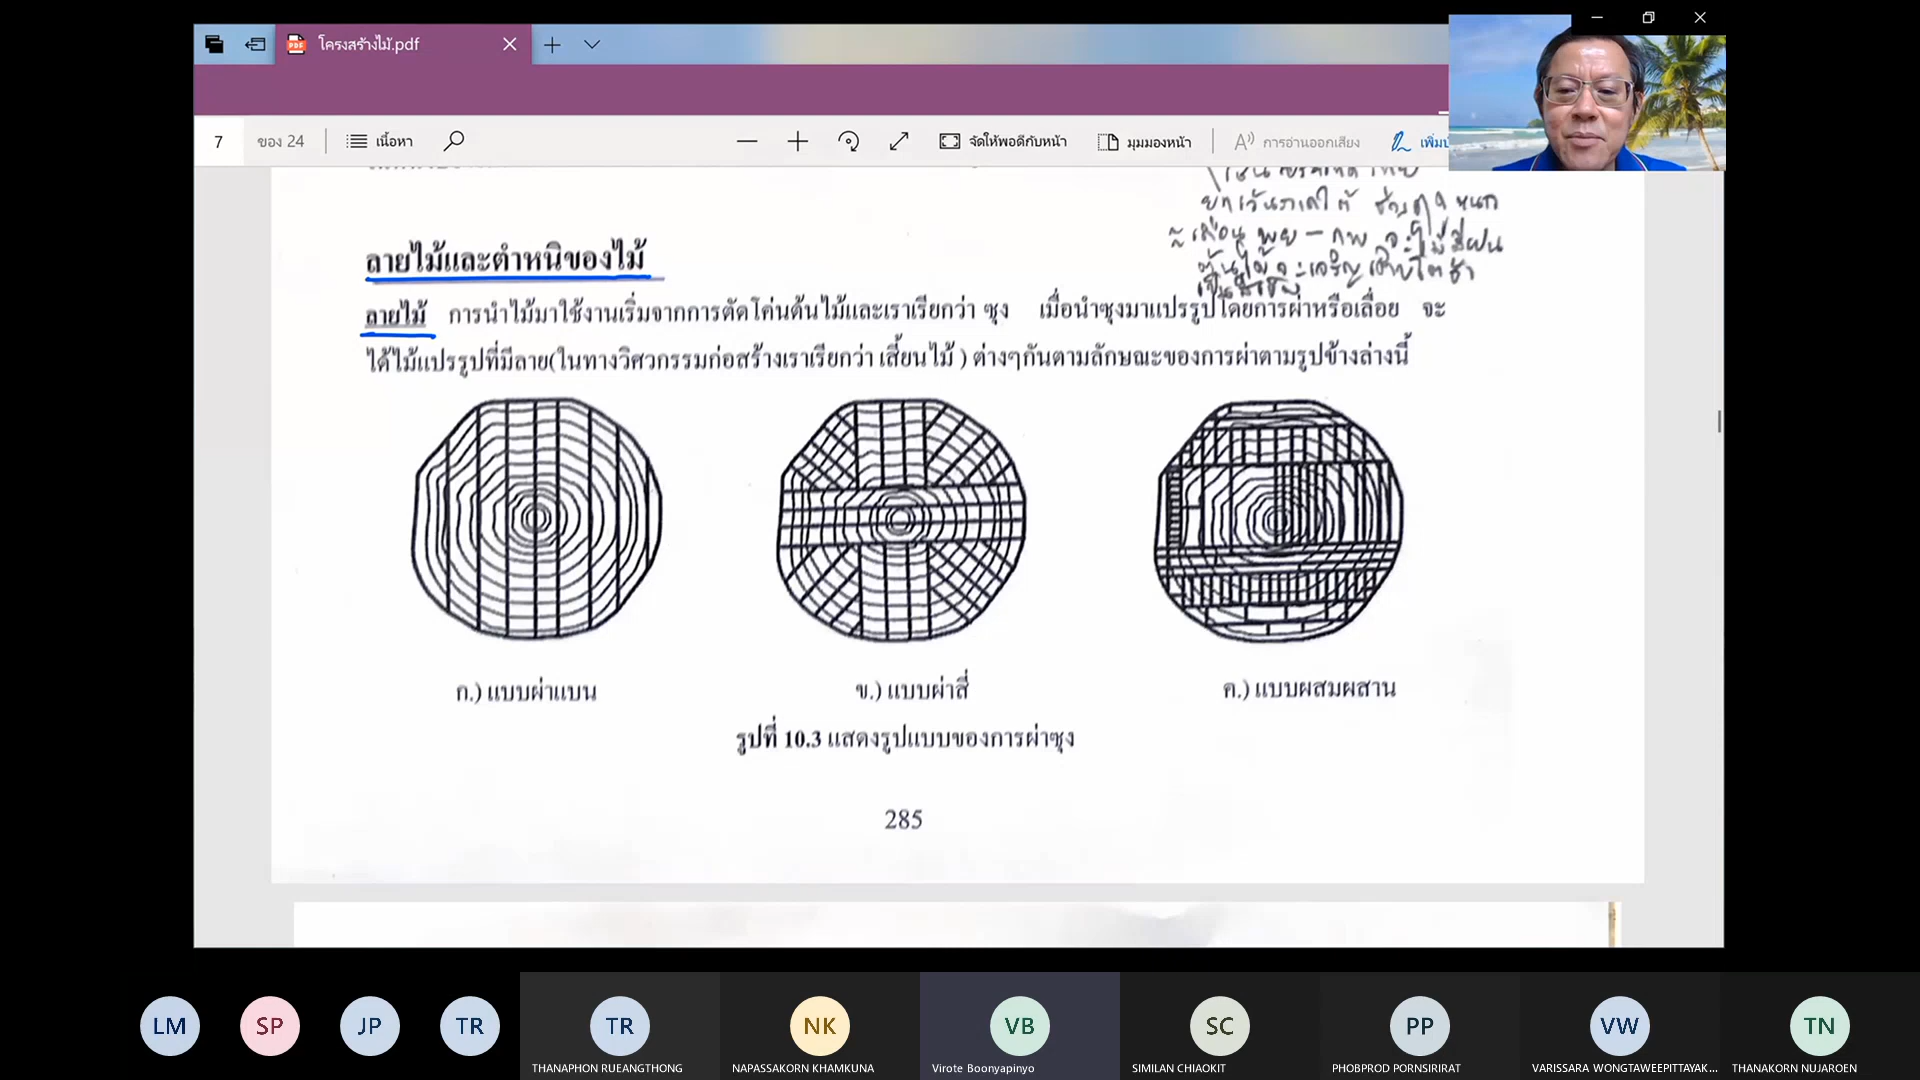 โครงสร้างไม้.pdf
7 ของ 24 เนื้อหา จัดให้พอดีกับหน้า มุมมองหน้า การอ่านออกเสียง
ลายไม้และตำหนิของไม้
ลายไม้ การนำไม้มาใช้งานเริ่มจากการตัดโค่นต้นไม้และเราเรียกว่า ซุง เมื่อนำซุงมาแปรรูปโดยการผ่าหรือเลื่อย จะ
ได้ไม้แปรรูปที่มีลาย(ในทางวิศวกรรมก่อสร้างเราเรียกว่า เสี้ยนไม้ ) ต่างๆกันตามลักษณะของการผ่าตามรูปข้างล่างนี้
ก.) แบบผ่าแบน ข.) แบบผ่าสี่ ค.) แบบผสมผสาน
รูปที่ 10.3 แสดงรูปแบบของการผ่าซุง
285
LM SP JP TR TR NK VB SC PP VW TN
THANAPHON RUEANGTHONG NAPASSAKORN KHAMKUNA Virote Boonyapinyo SIMILAN CHIAOKIT PHOBPROD PORNSIRIRAT VARISSARA WONGTAWEEPITTAYAK... THANAKORN NUJAROEN